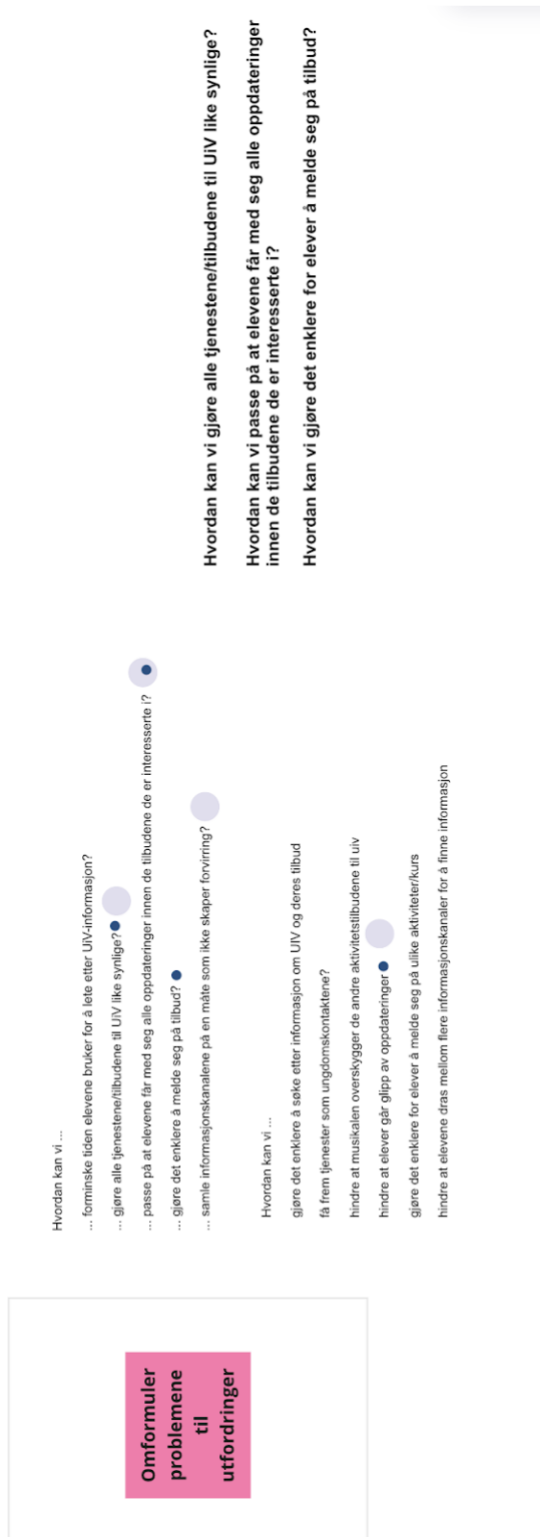 Omformuler
problemene
til
utfordringer
Hvordan kan vi ...
... forminske tiden elevene bruker for å lete etter UiV-informasjon?
... gjøre alle tjenestene/tilbudene til UiV like synlige?
... passe på at elevene får med seg alle oppdateringer innen de tilbudene de er interesserte i?
... gjøre det enklere å melde seg på tilbud?
... samle informasjonskanalene på en måte som ikke skaper forvirring?
Hvordan kan vi ...
gjøre det enklere å søke etter informasjon om UIV og deres tilbud
få frem tjenester som ungdomskontaktene?
hindre at musikalen overskygger de andre aktivitetstilbudene til uiv
hindre at elever går glipp av oppdateringer
gjøre det enklere for elever å melde seg på ulike aktiviteter/kurs
hindre at elevene dras mellom flere informasjonskanaler for å finne informasjon
Hvordan kan vi gjøre alle tjenestene/tilbudene til UiV like synlige?
Hvordan kan vi passe på at elevene får med seg alle oppdateringer
innen de tilbudene de er interesserte i?
Hvordan kan vi gjøre det enklere for elever å melde seg på tilbud?